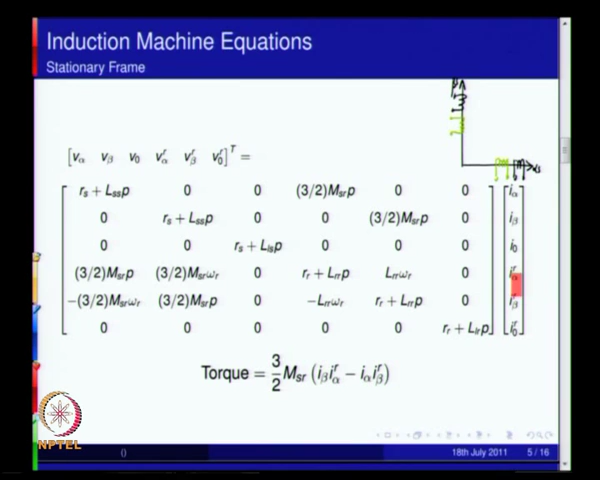 Induction Machine Equations
Stationary Frame
β
α
[v_α v_β v_0 v_α^r v_β^r v_0^r]^T =
r_s + L_ss p 0 0 (3/2)M_sr p 0 0 i_α
0 r_s + L_ss p 0 0 (3/2)M_sr p 0 i_β
0 0 r_s + L_ls p 0 0 0 i_0
(3/2)M_sr p (3/2)M_sr ω_r 0 r_r + L_rr p L_rr ω_r 0 i_α^r
-(3/2)M_sr ω_r (3/2)M_sr p 0 -L_rr ω_r r_r + L_rr p 0 i_β^r
0 0 0 0 0 r_r + L_lr p i_0^r
Torque = 3/2 M_sr (i_β i_α^r − i_α i_β^r)
NPTEL
()
18th July 2011 5 / 16